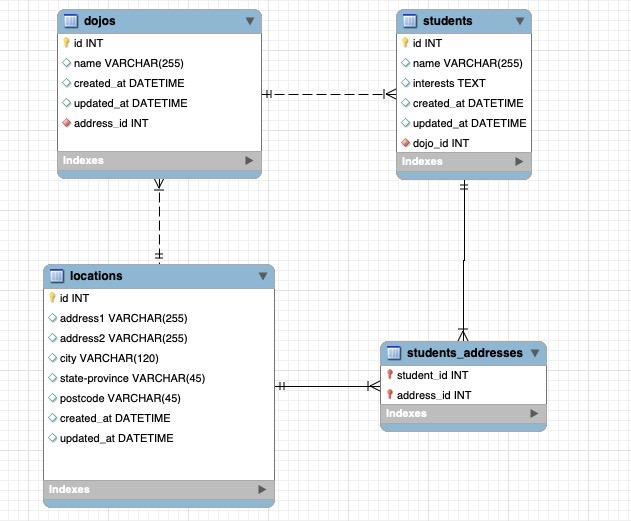 dojos
id INT
name VARCHAR(255)
created_at DATETIME
updated_at DATETIME
address_id INT
Indexes
students
id INT
name VARCHAR(255)
interests TEXT
created_at DATETIME
updated_at DATETIME
dojo_id INT
Indexes
locations
id INT
address1 VARCHAR(255)
address2 VARCHAR(255)
city VARCHAR(120)
state-province VARCHAR(45)
postcode VARCHAR(45)
created_at DATETIME
updated_at DATETIME
Indexes
students_addresses
student_id INT
address_id INT
Indexes